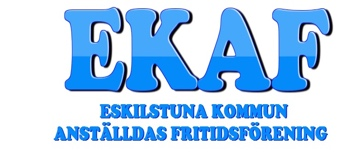 EKAF
ESKILSTUNA KOMMUN
ANSTÄLLDAS FRITIDSFÖRENING